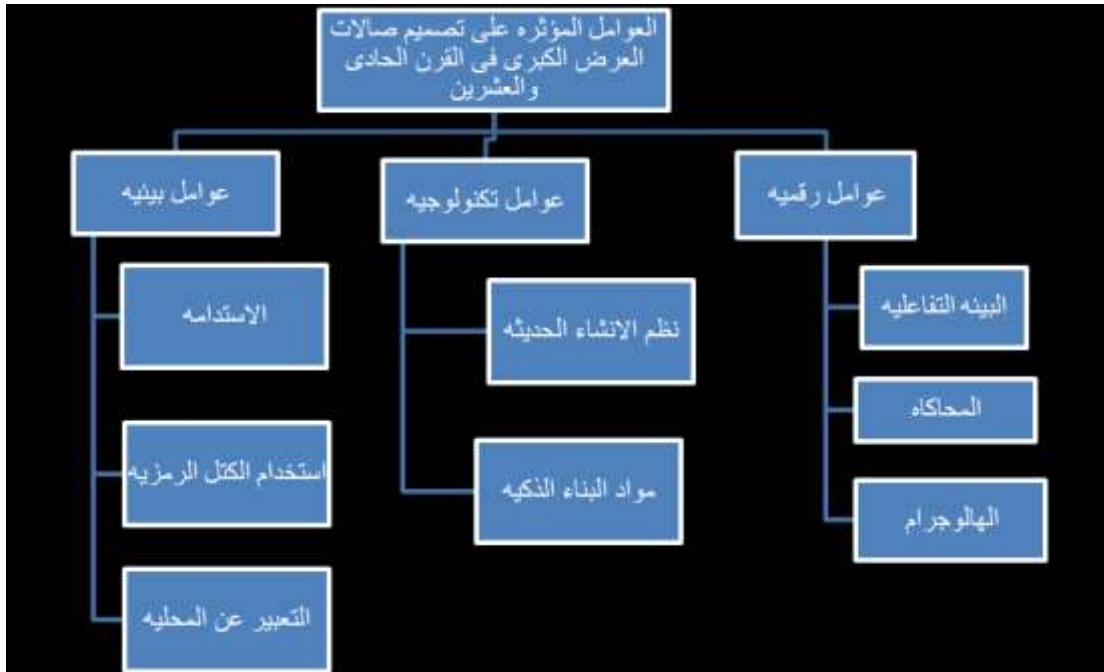 العوامل المؤثره على تصميم صالات
العرض الكبرى فى القرن الحادى
والعشرين
عوامل رقميه
البيئه التفاعليه
المحاكاه
الهالوجرام
عوامل تكنولوجيه
نظم الانشاء الحديثه
مواد البناء الذكيه
عوامل بيئيه
الاستدامه
استخدام الكتل الرمزيه
التعبير عن المحليه